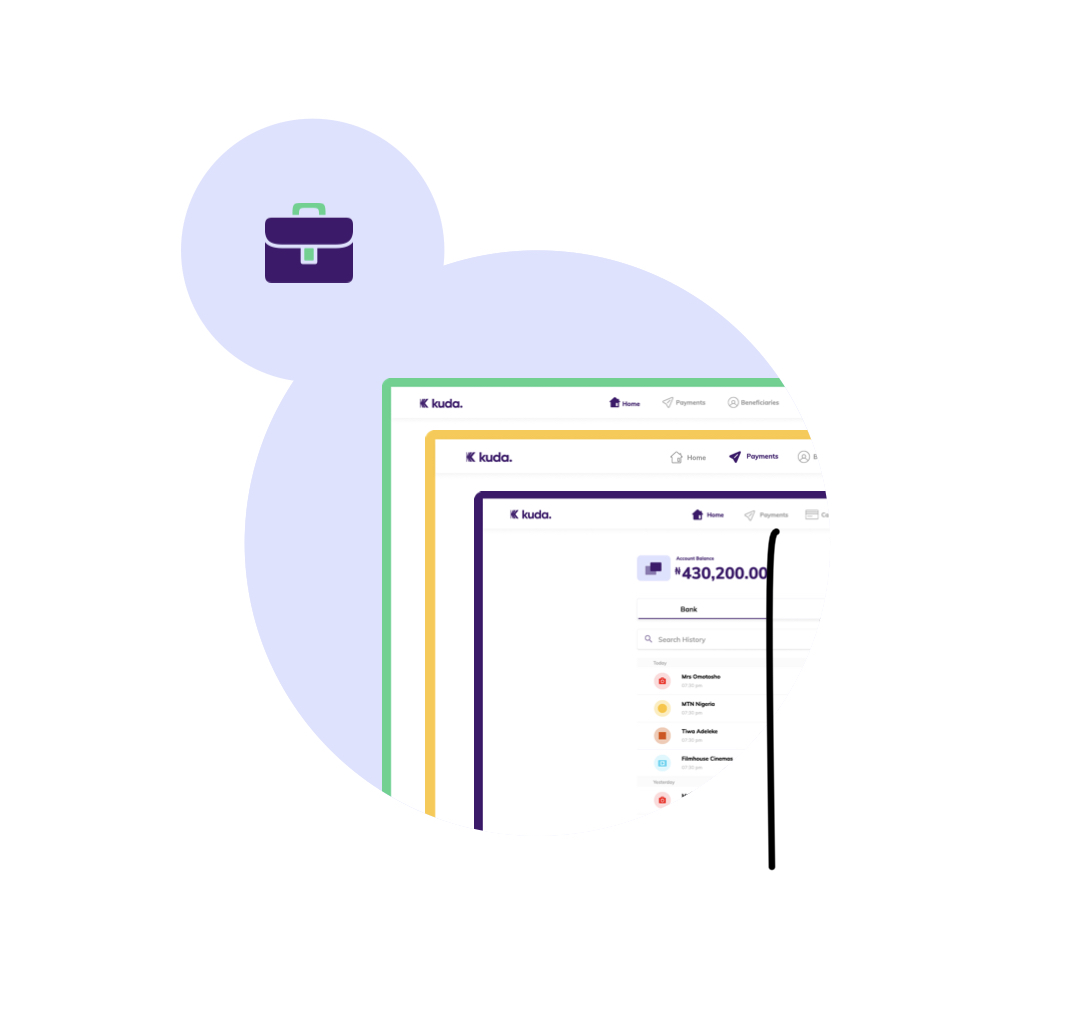 kuda. Home Payments Beneficiaries
kuda. Home Payments B
kuda. Home Payments Ca
Account Balance
₦430,200.00
Bank
Search History
Today
Mrs Omotosho
07:30 pm
MTN Nigeria
07:30 pm
Tiwa Adeleke
07:30 pm
Filmhouse Cinemas
07:30 pm
Yesterday